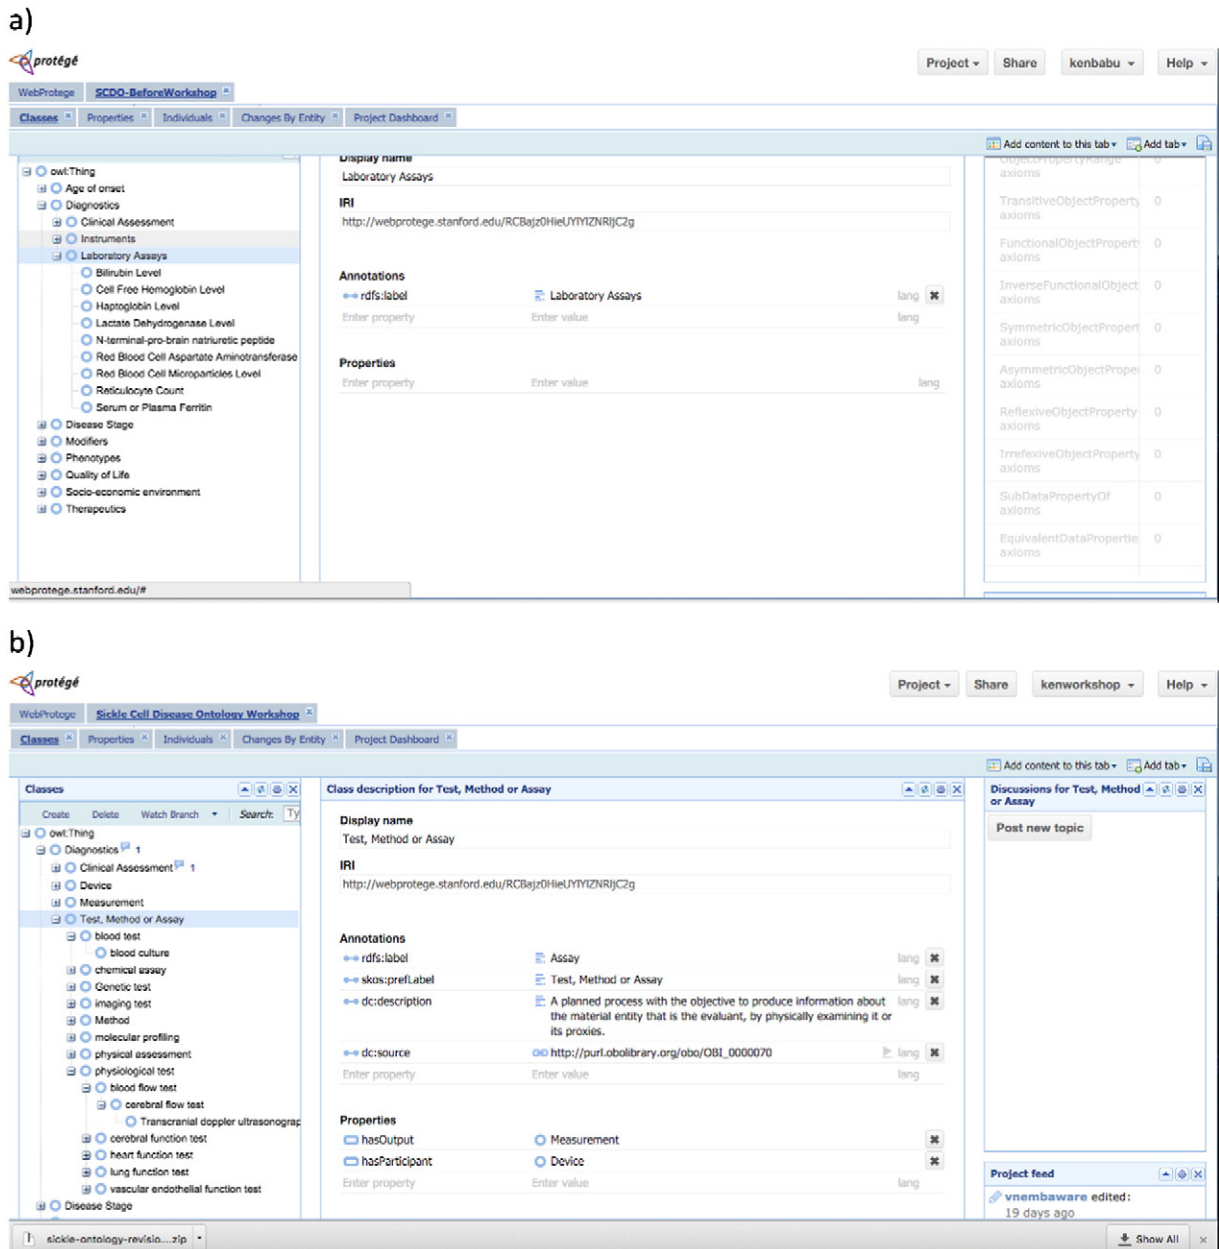 a)
protégé
Project Share kenbabu Help
WebProtege SCDO-BeforeWorkshop
Classes Properties Individuals Changes By Entity Project Dashboard
Add content to this tab Add tab
owl:Thing
Age of onset
Diagnostics
Clinical Assessment
Instruments
Laboratory Assays
Bilirubin Level
Cell Free Hemoglobin Level
Haptoglobin Level
Lactate Dehydrogenase Level
N-terminal-pro-brain natriuretic peptide
Red Blood Cell Aspartate Aminotransferase
Red Blood Cell Microparticles Level
Reticulocyte Count
Serum or Plasma Ferritin
Disease Stage
Modifiers
Phenotypes
Quality of Life
Socio-economic environment
Therapeutics
webprotege.stanford.edu/#
Display name
Laboratory Assays
IRI
http://webprotege.stanford.edu/RCBajz0HieUYIYIZNRIjC2g
Annotations
rdfs:label Laboratory Assays lang
Enter property Enter value lang
Properties
Enter property Enter value lang
ObjectPropertyRange 0
axioms
TransitiveObjectProperty 0
axioms
FunctionalObjectPropert 0
axioms
InverseFunctionalObject 0
axioms
SymmetricObjectPropert 0
axioms
AsymmetricObjectPrope 0
axioms
ReflexiveObjectProperty 0
axioms
IrrefexiveObjectProperty 0
axioms
SubDataPropertyOf 0
axioms
EquivalentDataPropertie 0
axioms
b)
protégé
Project Share kenworkshop Help
WebProtege Sickle Cell Disease Ontology Workshop
Classes Properties Individuals Changes By Entity Project Dashboard
Add content to this tab Add tab
Classes
Create Delete Watch Branch Search: Ty
owl:Thing
Diagnostics 1
Clinical Assessment 1
Device
Measurement
Test, Method or Assay
blood test
blood culture
chemical assay
Genetic test
imaging test
Method
molecular profiling
physical assessment
physiological test
blood flow test
cerebral flow test
Transcranial doppler ultrasonograp
cerebral function test
heart function test
lung function test
vascular endothelial function test
Disease Stage
Class description for Test, Method or Assay
Display name
Test, Method or Assay
IRI
http://webprotege.stanford.edu/RCBajz0HieUYIYIZNRIjC2g
Annotations
rdfs:label Assay lang
skos:prefLabel Test, Method or Assay lang
dc:description A planned process with the objective to produce information about lang
the material entity that is the evaluant, by physically examining it or
its proxies.
dc:source http://purl.obolibrary.org/obo/OBI_0000070 lang
Enter property Enter value lang
Properties
hasOutput Measurement
hasParticipant Device
Enter property Enter value lang
Discussions for Test, Method
or Assay
Post new topic
Project feed
vnembaware edited:
19 days ago
sickle-ontology-revisio....zip Show All